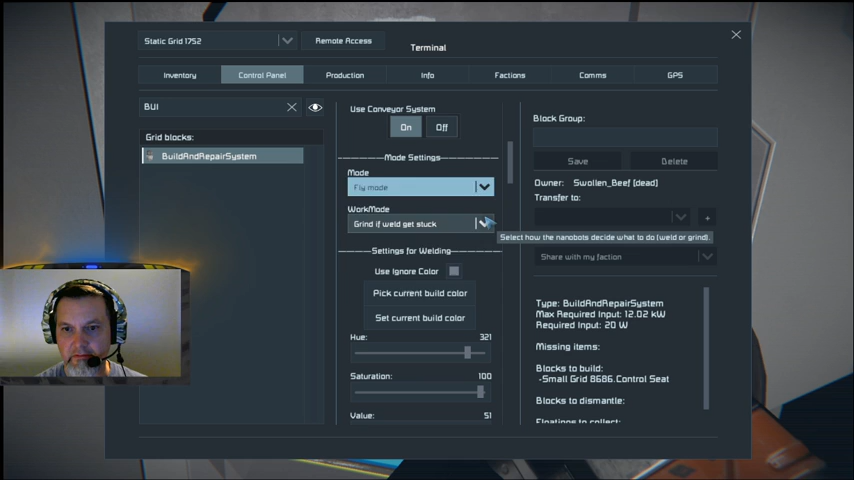 Static Grid 1752
Remote Access
Terminal
Inventory
Control Panel
Production
Info
Factions
Comms
GPS
BUI
Grid blocks:
BuildAndRepairSystem
Use Conveyor System
On
Off
Mode Settings
Mode
Fly mode
WorkMode
Grind if weld get stuck
Select how the nanobots decide what to do (weld or grind).
Settings for Welding
Use Ignore Color
Pick current build color
Set current build color
Hue:
321
Saturation:
100
Value:
51
Block Group:
Save
Delete
Owner: Swollen_Beef [dead]
Transfer to:
+
Share with my faction
Type: BuildAndRepairSystem
Max Required Input: 12.02 kW
Required Input: 20 W
Missing items:
Blocks to build:
-Small Grid 8686.Control Seat
Blocks to dismantle:
Floatings to collect: